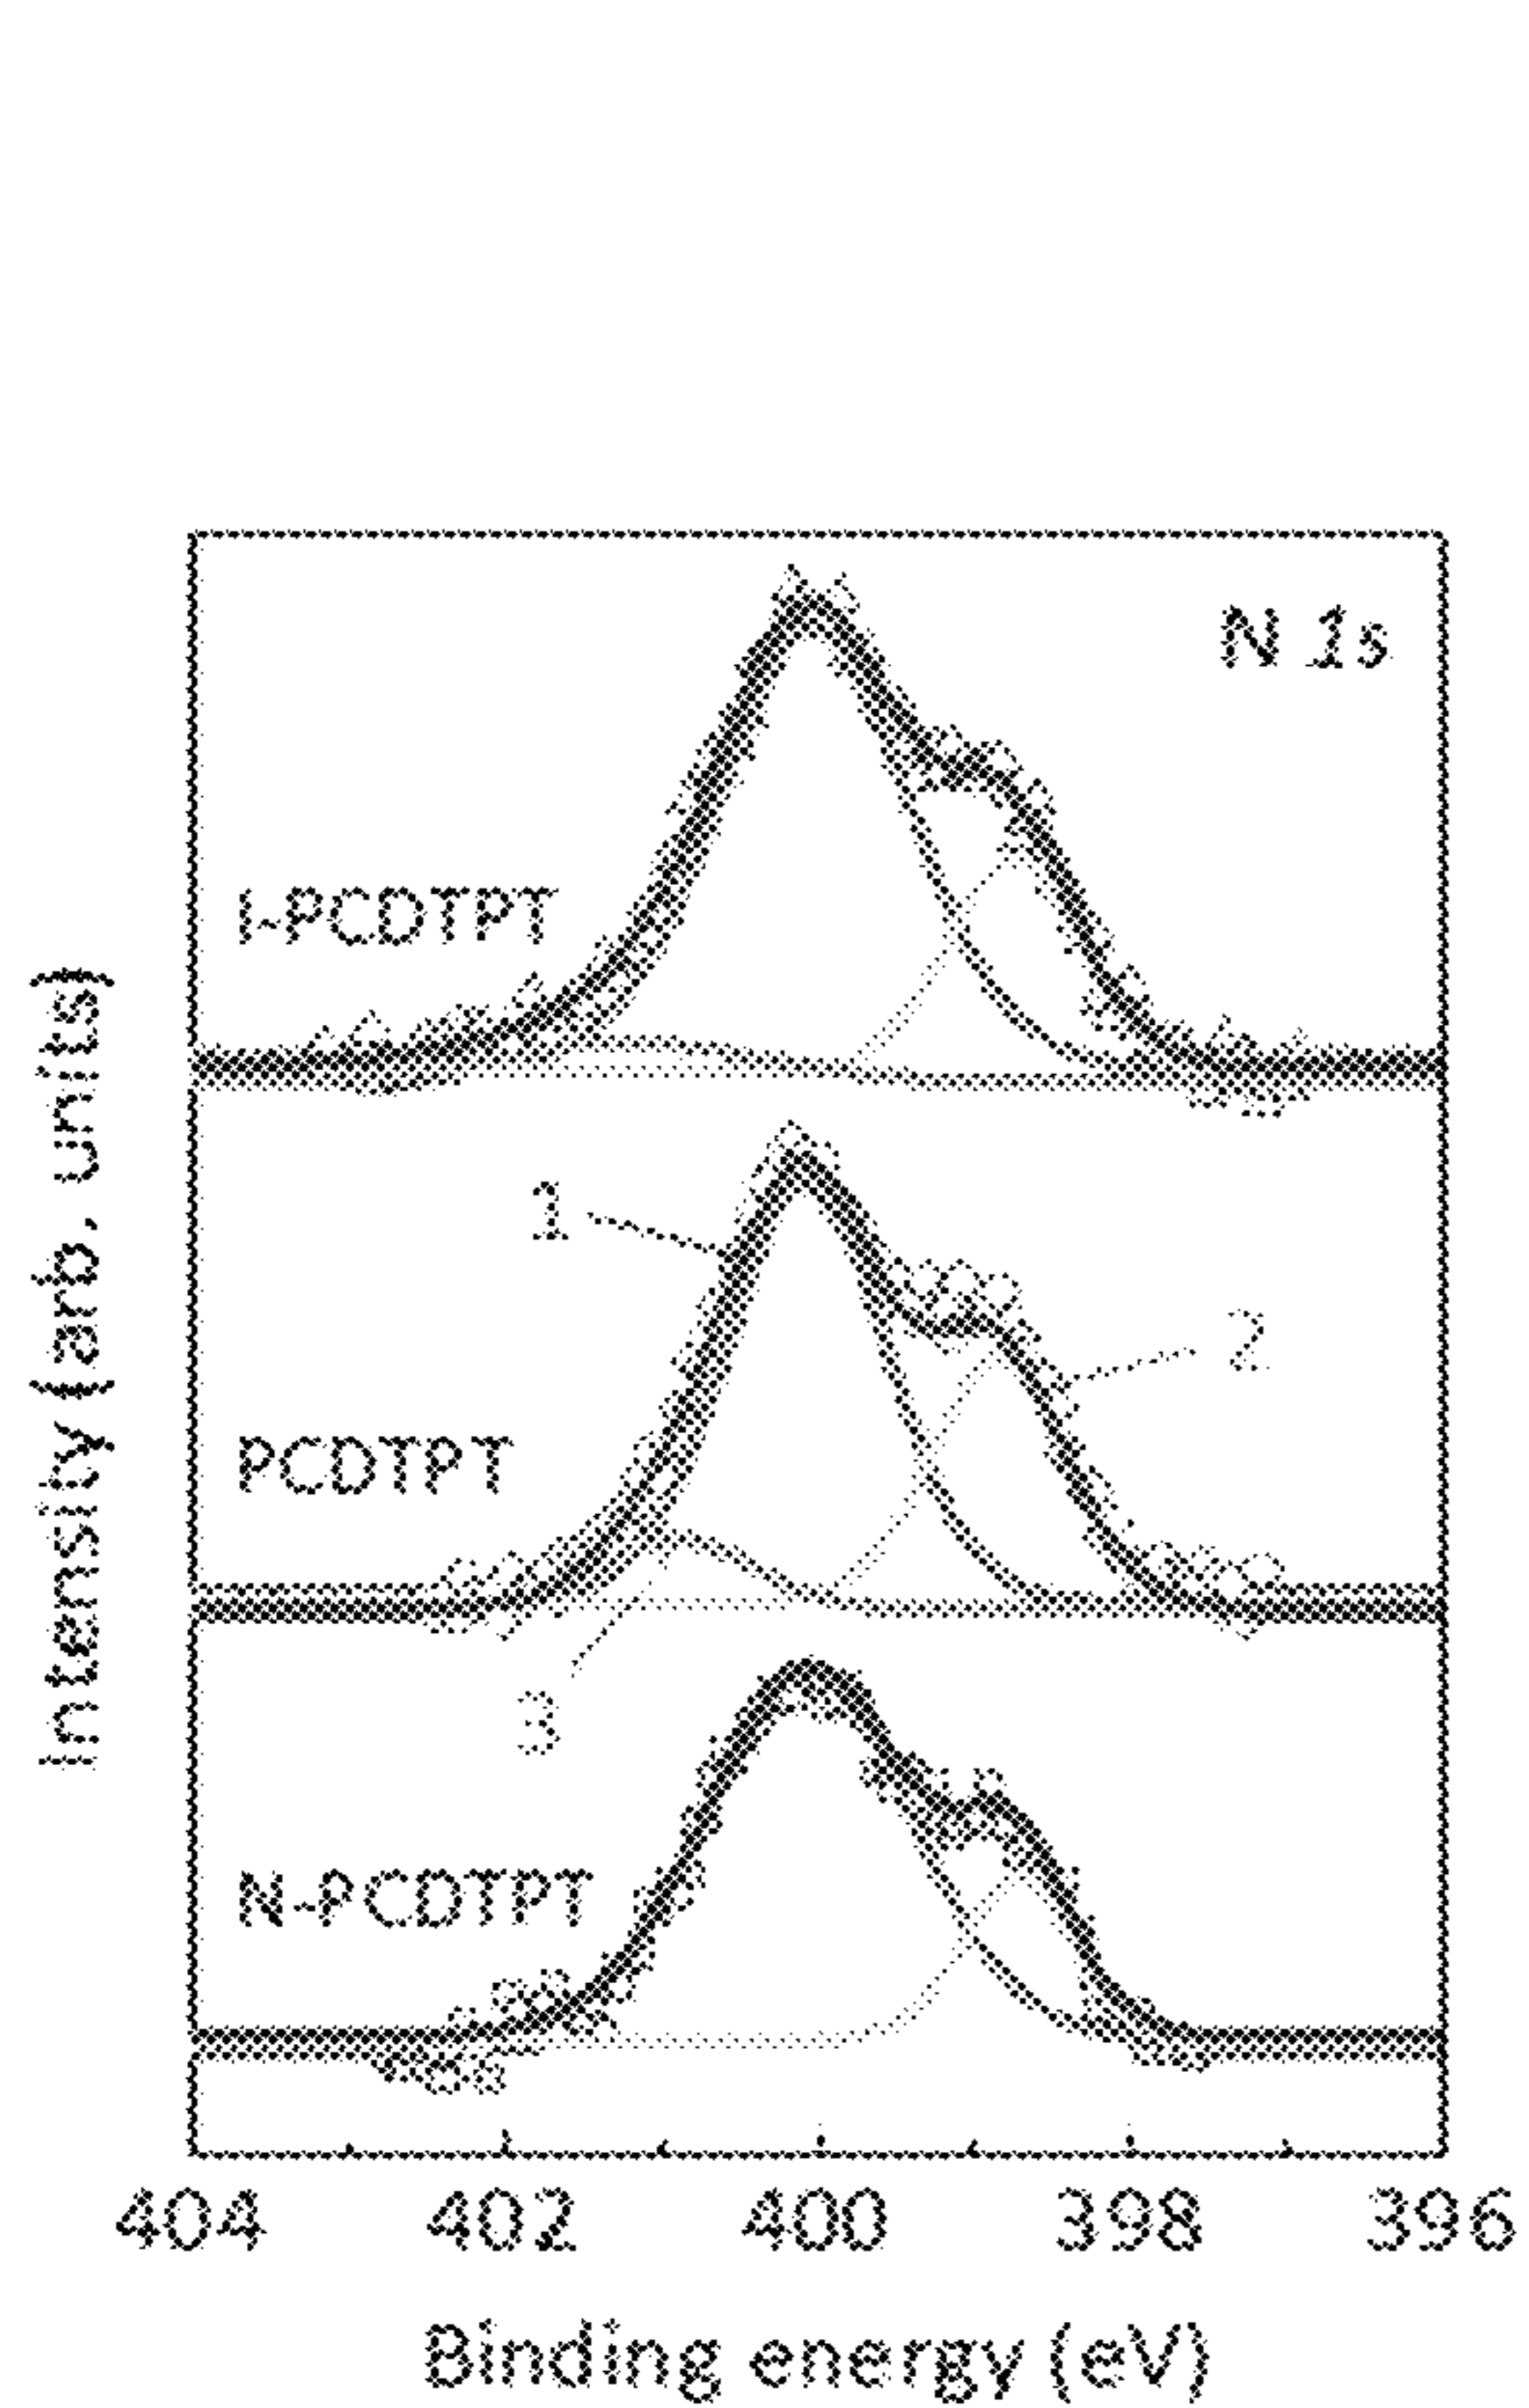 N 1s
I-PCDTPT
1
2
PCDTPT
3
N-PCDTPT
Intensity (arb. units)
404 402 400 398 396
Binding energy (eV)